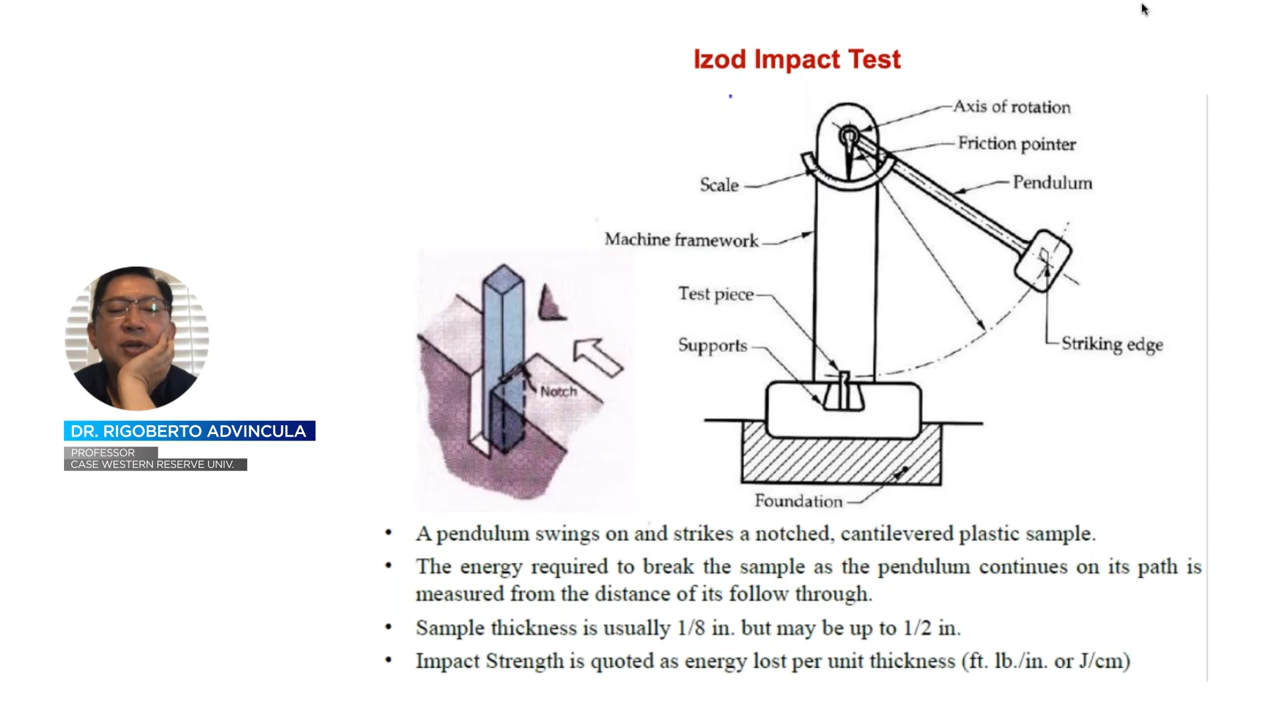 Izod Impact Test
Axis of rotation
Friction pointer
Scale
Pendulum
Machine framework
Test piece
Supports
Striking edge
Notch
Foundation
DR. RIGOBERTO ADVINCULA
PROFESSOR
CASE WESTERN RESERVE UNIV.
• A pendulum swings on and strikes a notched, cantilevered plastic sample.
• The energy required to break the sample as the pendulum continues on its path is
measured from the distance of its follow through.
• Sample thickness is usually 1/8 in. but may be up to 1/2 in.
• Impact Strength is quoted as energy lost per unit thickness (ft. lb./in. or J/cm)